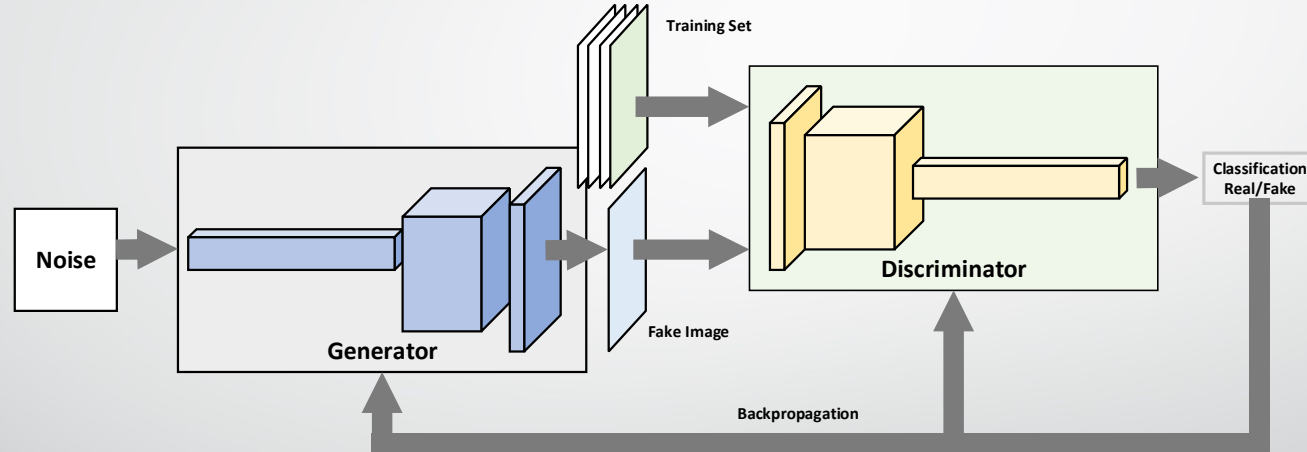 Training Set
Noise
Generator
Fake Image
Discriminator
Classification
Real/Fake
Backpropagation